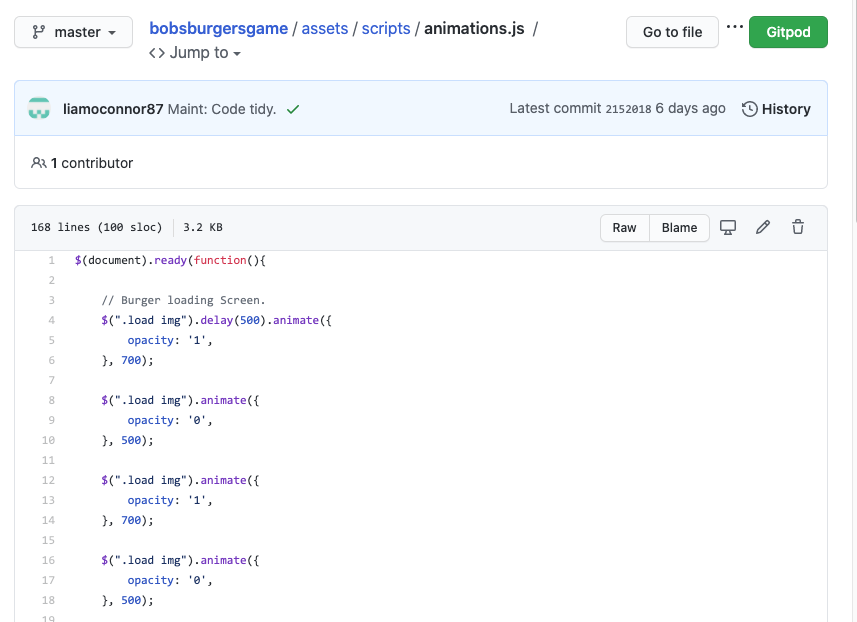 master
bobsburgersgame / assets / scripts / animations.js /
<> Jump to
Go to file
...
Gitpod
liamoconnor87 Maint: Code tidy.
Latest commit 2152018 6 days ago
History
1 contributor
168 lines (100 sloc) 3.2 KB
Raw
Blame
1 $(document).ready(function(){
2
3 // Burger loading Screen.
4 $(".load img").delay(500).animate({
5 opacity: '1',
6 }, 700);
7
8 $(".load img").animate({
9 opacity: '0',
10 }, 500);
11
12 $(".load img").animate({
13 opacity: '1',
14 }, 700);
15
16 $(".load img").animate({
17 opacity: '0',
18 }, 500);
19